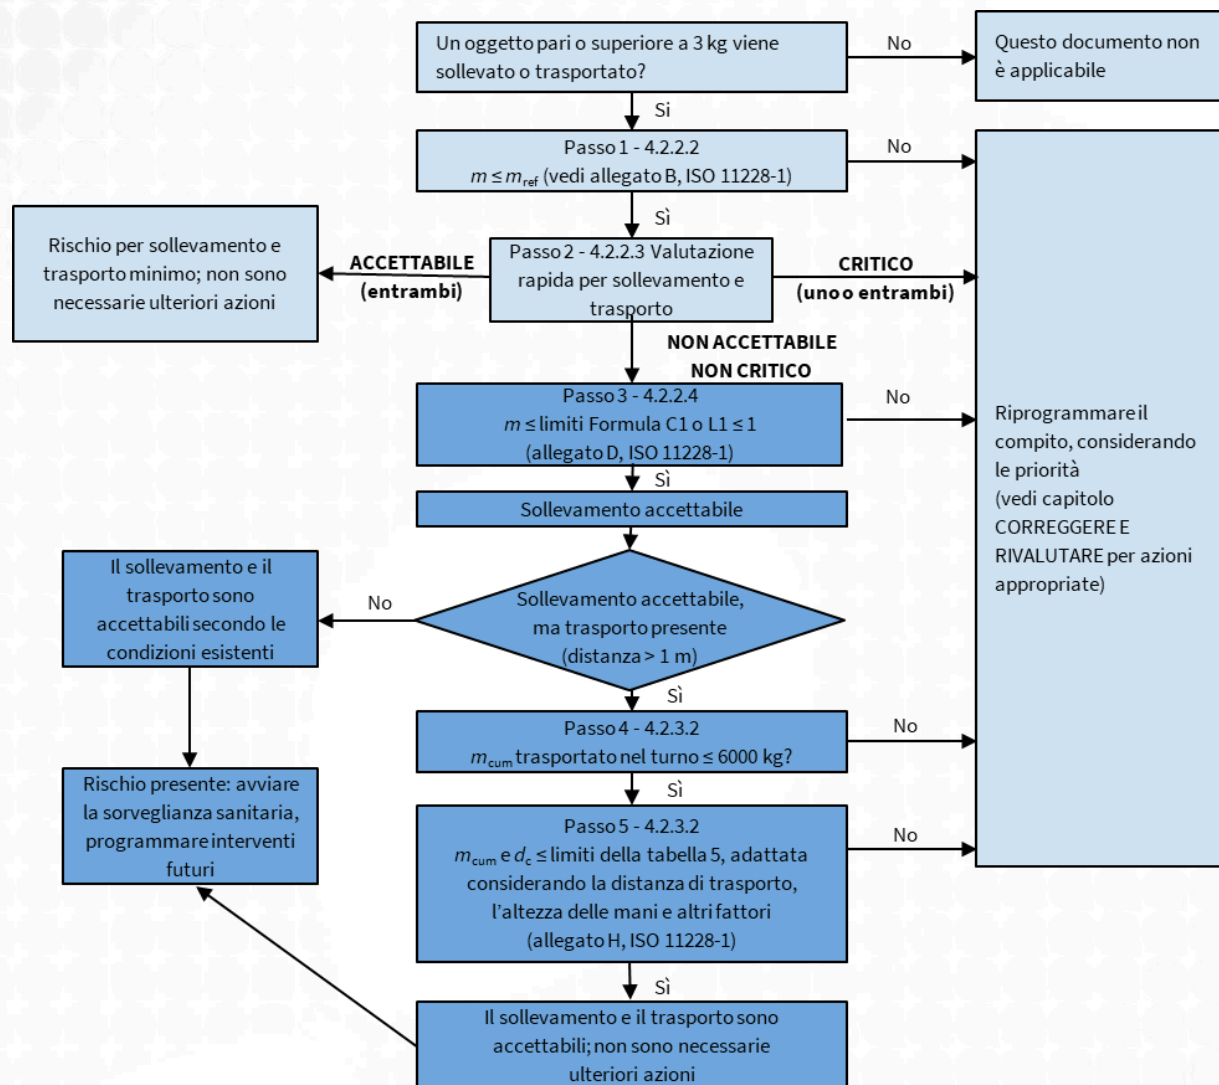 Un oggetto pari o superiore a 3 kg viene
sollevato o trasportato?
No
Questo documento non
è applicabile
Sì
Passo 1 - 4.2.2.2
m ≤ mref (vedi allegato B, ISO 11228-1)
No
Sì
Rischio per sollevamento e
trasporto minimo; non sono
necessarie ulteriori azioni
ACCETTABILE
(entrambi)
Passo 2 - 4.2.2.3 Valutazione
rapida per sollevamento e
trasporto
CRITICO
(uno o entrambi)
NON ACCETTABILE
NON CRITICO
Passo 3 - 4.2.2.4
m ≤ limiti Formula C1 o L1 ≤ 1
(allegato D, ISO 11228-1)
No
Riprogrammare il
compito, considerando
le priorità
(vedi capitolo
CORREGGERE E
RIVALUTARE per azioni
appropriate)
Sì
Sollevamento accettabile
Sollevamento accettabile,
ma trasporto presente
(distanza > 1 m)
No
Il sollevamento e il
trasporto sono
accettabili secondo le
condizioni esistenti
Sì
Passo 4 - 4.2.3.2
mcum trasportato nel turno ≤ 6000 kg?
No
Rischio presente: avviare
la sorveglianza sanitaria,
programmare interventi
futuri
Sì
Passo 5 - 4.2.3.2
mcum e dc ≤ limiti della tabella 5, adattata
considerando la distanza di trasporto,
l'altezza delle mani e altri fattori
(allegato H, ISO 11228-1)
No
Sì
Il sollevamento e il trasporto sono
accettabili; non sono necessarie
ulteriori azioni